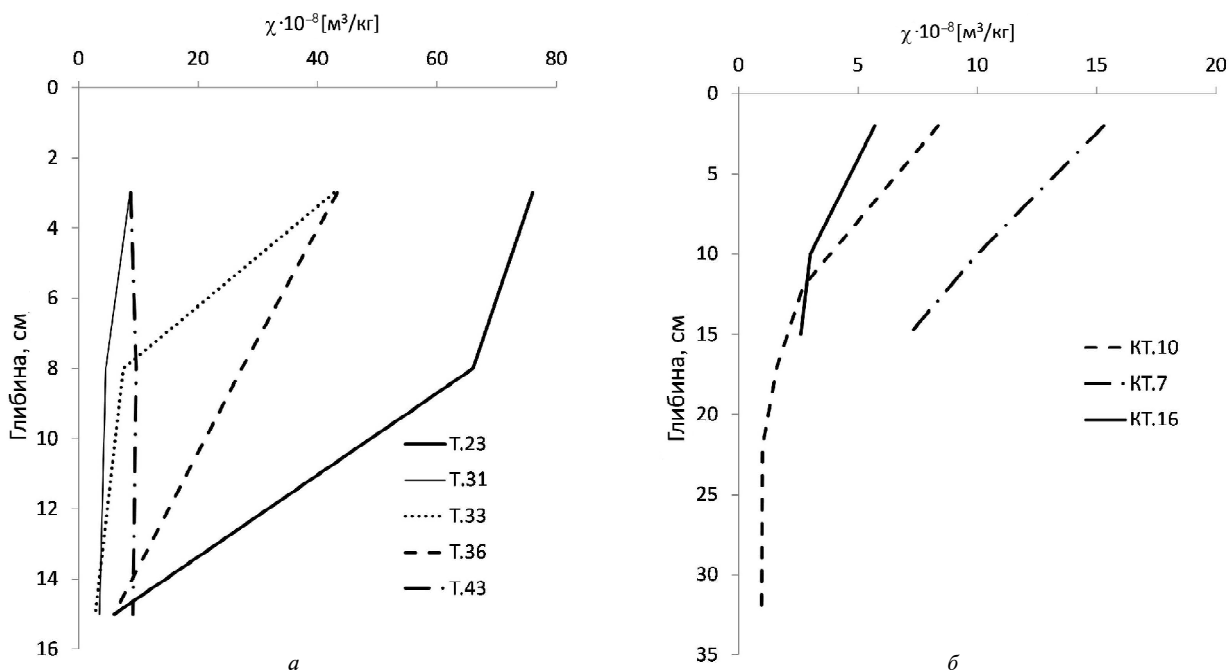 χ·10⁻⁸[м³/кг]
0 20 40 60 80
0
2
4
6
8
10
12
14
16
Глибина, см
Т.23
Т.31
Т.33
Т.36
Т.43
а
χ·10⁻⁸[м³/кг]
0 5 10 15 20
0
5
10
15
20
25
30
35
Глибина, см
КТ.10
КТ.7
КТ.16
б